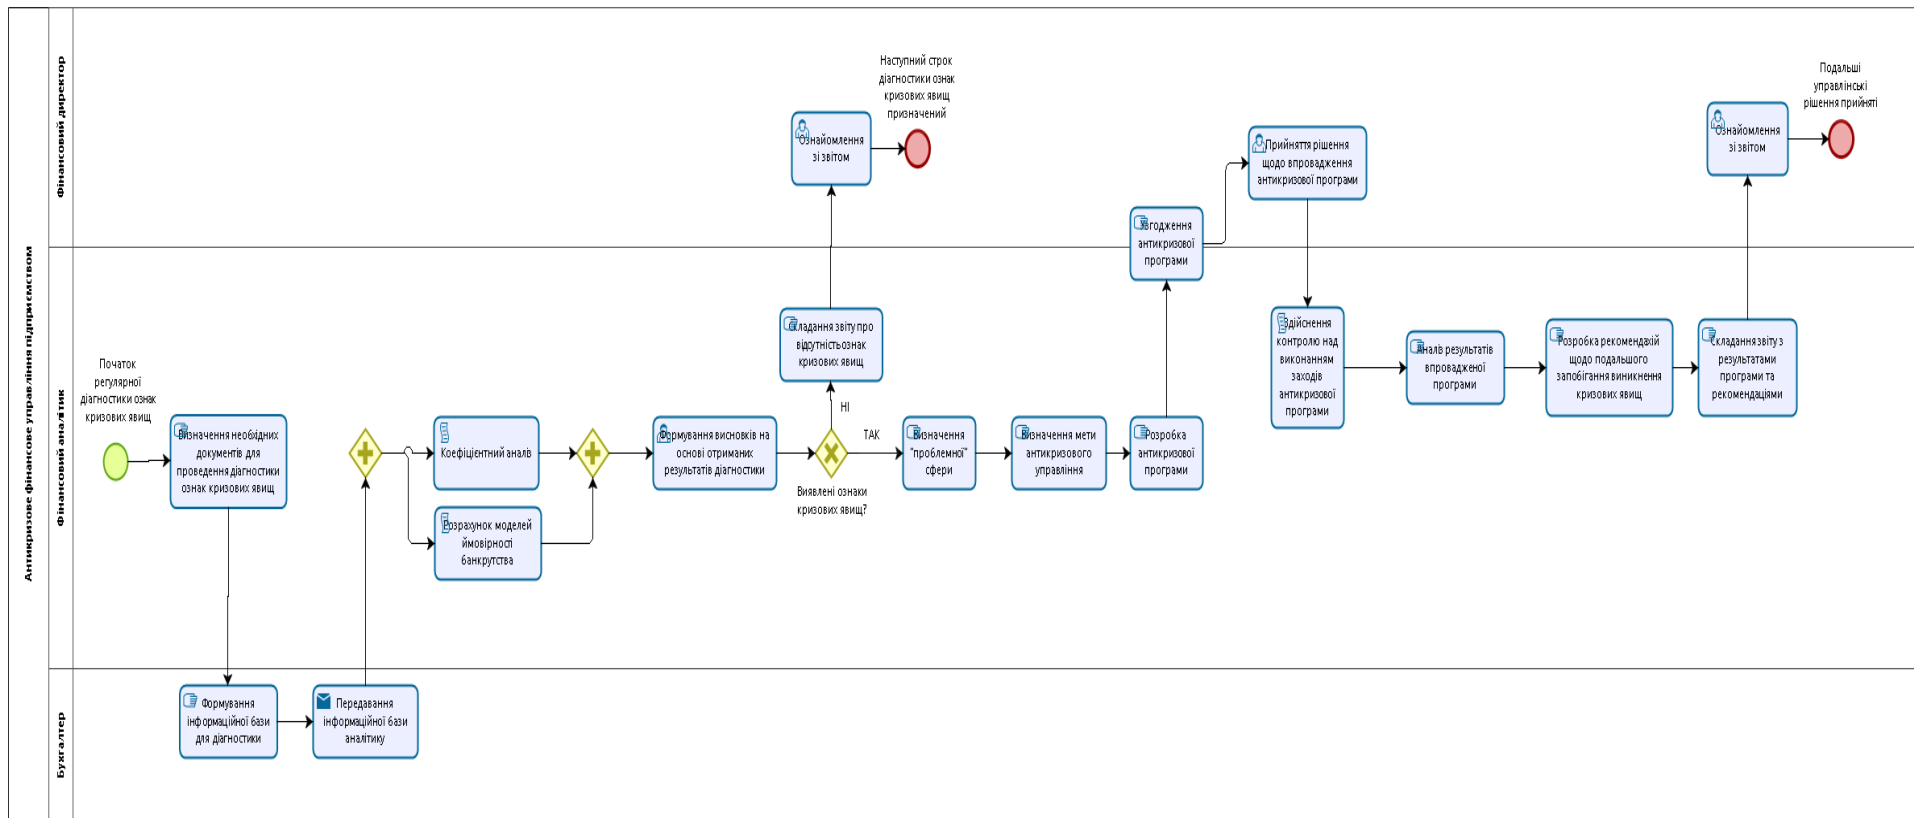 Антикризове фінансове управління підприємством
Фінансовий директор
Наступний строк
діагностики ознак
кризових явищ
призначений
Ознайомлення
зі звітом
Прийняття рішення
щодо впровадження
антикризової програми
Узгодження
антикризової
програми
Подальші
управлінські
рішення прийняті
Ознайомлення
зі звітом
Фінансовий аналітик
Початок
регулярної
діагностики ознак
кризових явищ
Визначення необхідних
документів для
проведення діагностики
ознак кризових явищ
Коефіцієнтний аналіз
Розрахунок моделей
ймовірності
банкрутства
Формування висновків на
основі отриманих
результатів діагностики
Складання звіту про
відсутність ознак
кризових явищ
НІ
ТАК
Виявлені ознаки
кризових явищ?
Визначення
"проблемної"
сфери
Визначення мети
антикризового
управління
Розробка
антикризової
програми
Здійснення
контролю над
виконанням
заходів
антикризової
програми
Аналіз результатів
впровадженої
програми
Розробка рекомендахій
щодо подальшого
запобігання виникнення
кризових явищ
Складання звіту з
результатами
програми та
рекомендаціями
Бухгалтер
Формування
інформаційної бази
для діагностики
Передавання
інформаційної бази
аналітику